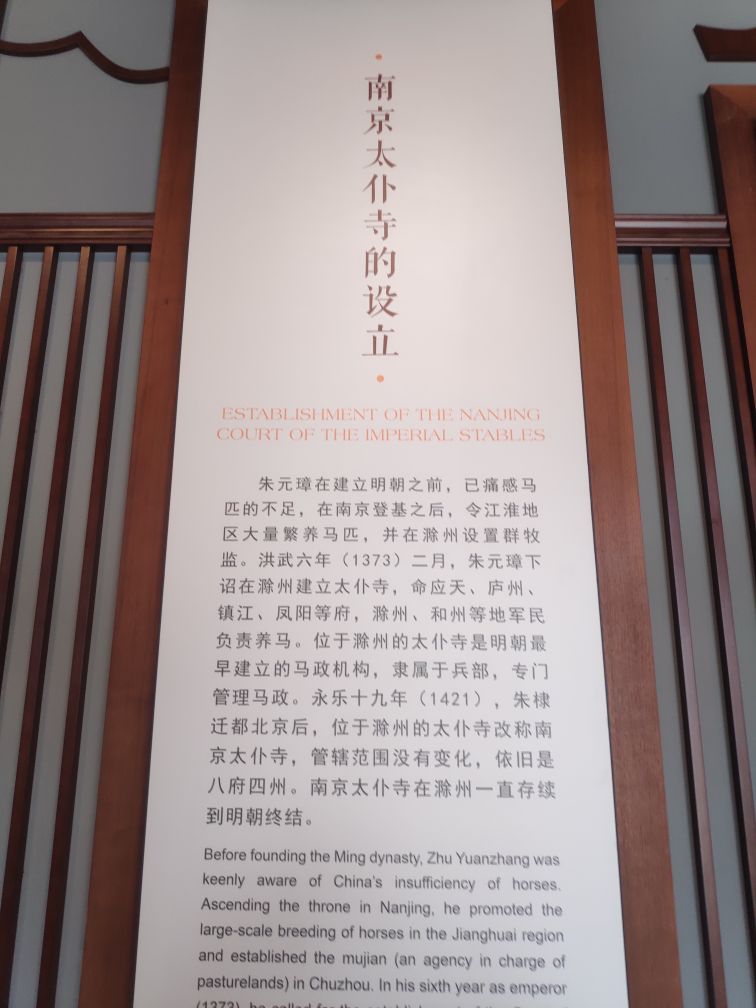 南京太仆寺的设立
ESTABLISHMENT OF THE NANJING
COURT OF THE IMPERIAL STABLES
朱元璋在建立明朝之前，已痛感马
匹的不足，在南京登基之后，令江淮地
区大量繁养马匹，并在滁州设置群牧
监。洪武六年（1373）二月，朱元璋下
诏在滁州建立太仆寺，命应天、庐州、
镇江、凤阳等府，滁州、和州等地军民
负责养马。位于滁州的太仆寺是明朝最
早建立的马政机构，隶属于兵部，专门
管理马政。永乐十九年（1421），朱棣
迁都北京后，位于滁州的太仆寺改称南
京太仆寺，管辖范围没有变化，依旧是
八府四州。南京太仆寺在滁州一直存续
到明朝终结。
Before founding the Ming dynasty, Zhu Yuanzhang was
keenly aware of China's insufficiency of horses.
Ascending the throne in Nanjing, he promoted the
large-scale breeding of horses in the Jianghuai region
and established the mujian (an agency in charge of
pasturelands) in Chuzhou. In his sixth year as emperor
(1373), he called for the establishment of the